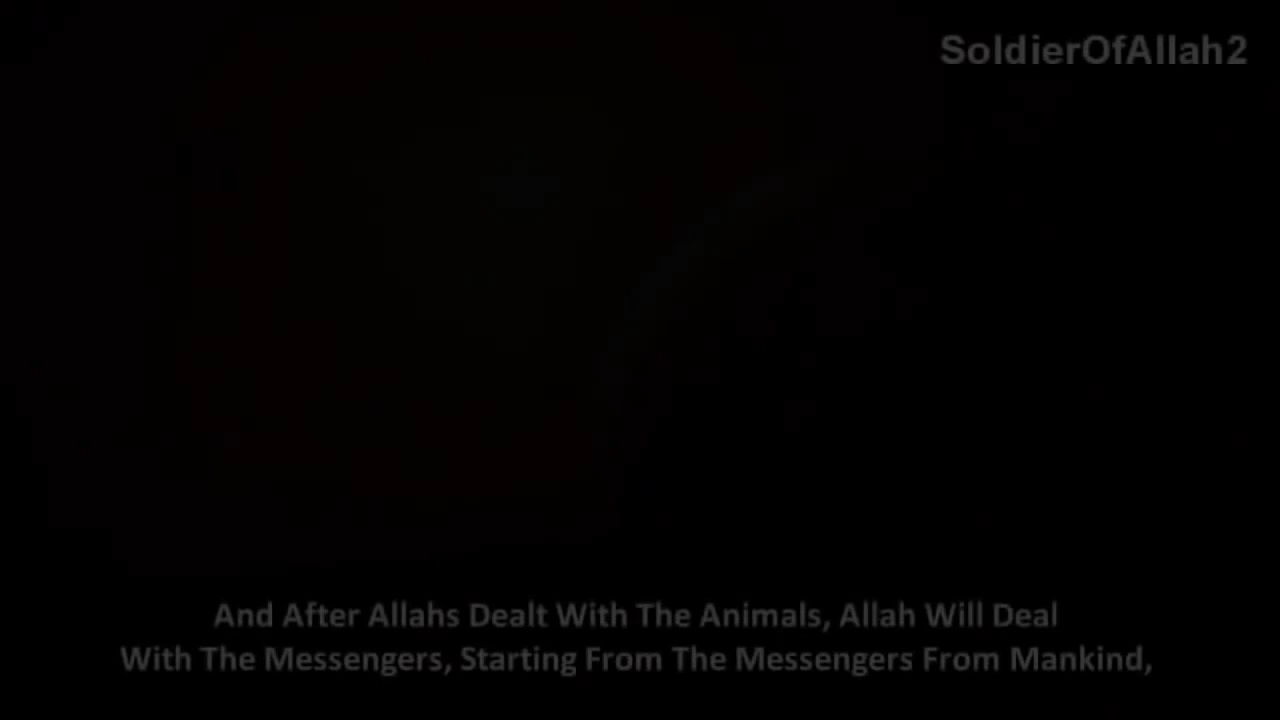 SoldierOfAllah2
And After Allahs Dealt With The Animals, Allah Will Deal
With The Messengers, Starting From The Messengers From Mankind,